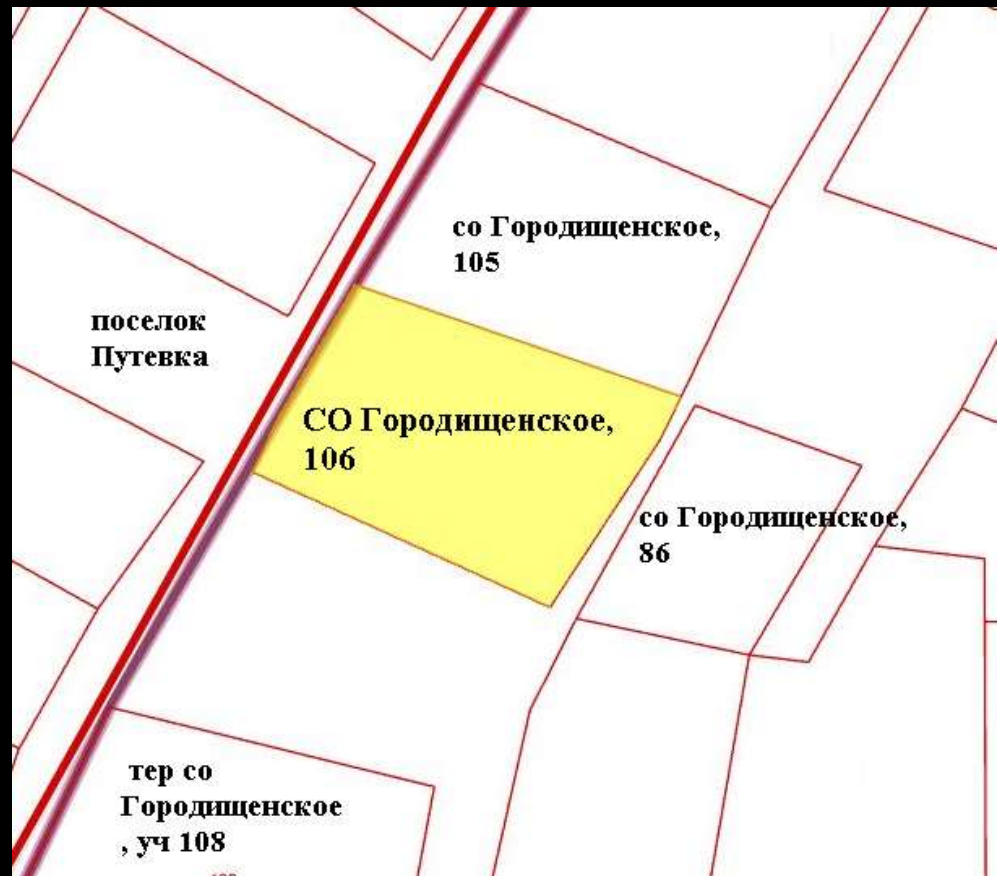 со Городищенское,
105
поселок
Путевка
СО Городищенское,
106
со Городищенское,
86
тер со
Городищенское
, уч 108